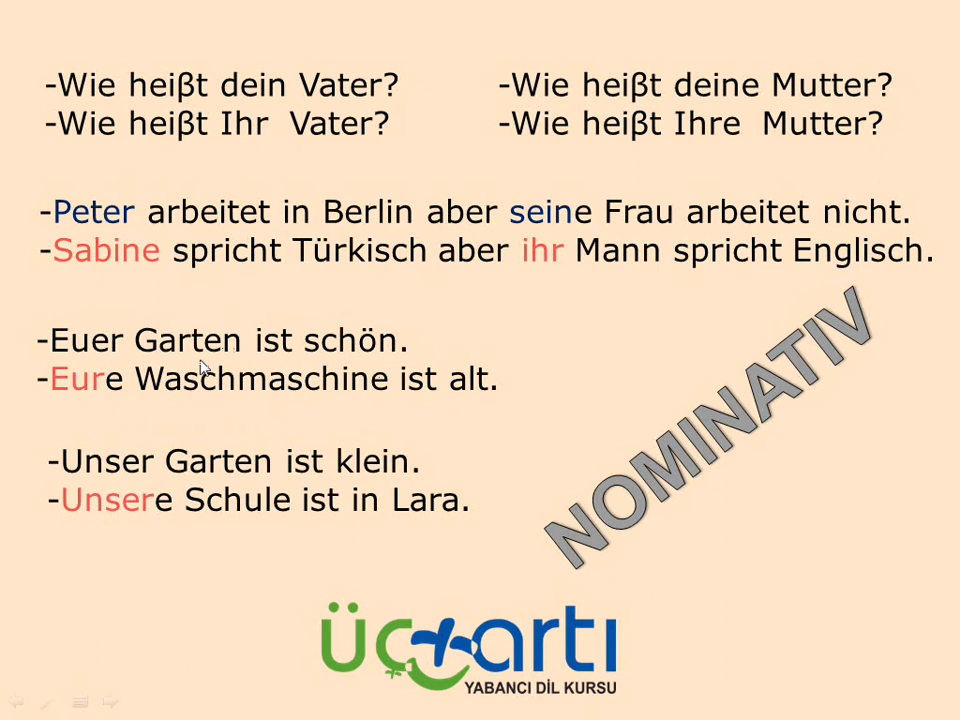 -Wie heiβt dein Vater?
-Wie heiβt Ihr  Vater?
-Wie heiβt deine Mutter?
-Wie heiβt Ihre  Mutter?
-Peter arbeitet in Berlin aber seine Frau arbeitet nicht.
-Sabine spricht Türkisch aber ihr Mann spricht Englisch.
-Euer Garten ist schön.
-Eure Waschmaschine ist alt.
-Unser Garten ist klein.
-Unsere Schule ist in Lara.
NOMINATIV
üç+artı
YABANCI DİL KURSU